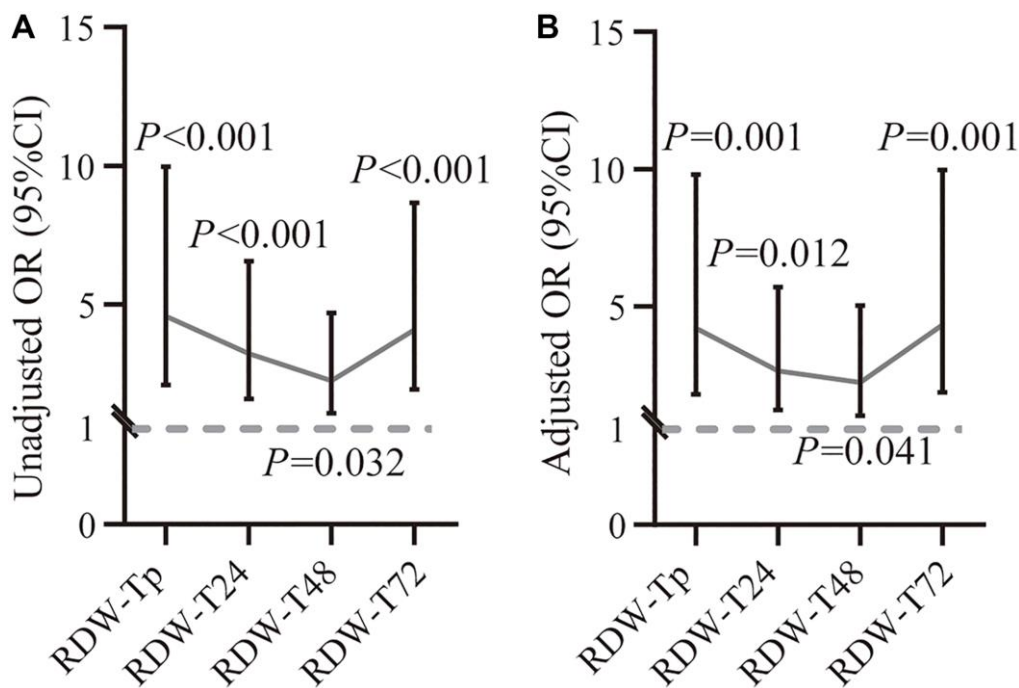 A
Unadjusted OR (95%CI)
15
10
5
1
0
P<0.001
P<0.001
P<0.001
P=0.032
RDW-Tp
RDW-T24
RDW-T48
RDW-T72
B
Adjusted OR (95%CI)
15
10
5
1
0
P=0.001
P=0.012
P=0.001
P=0.041
RDW-Tp
RDW-T24
RDW-T48
RDW-T72